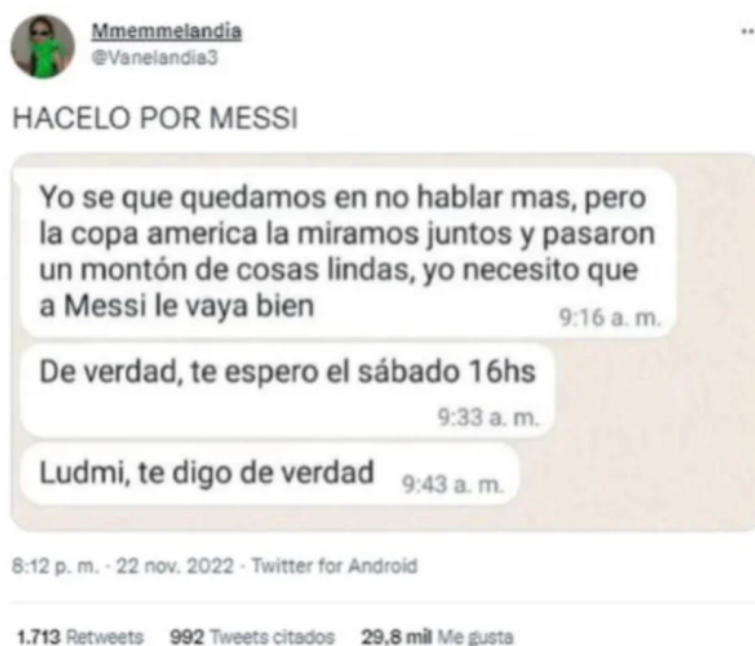 Mmemmelandia
@Vanelandia3
HACELO POR MESSI
Yo se que quedamos en no hablar mas, pero
la copa america la miramos juntos y pasaron
un montón de cosas lindas, yo necesito que
a Messi le vaya bien
9:16 a. m.
De verdad, te espero el sábado 16hs
9:33 a. m.
Ludmi, te digo de verdad 9:43 a. m.
8:12 p. m. · 22 nov. 2022 · Twitter for Android
1.713 Retweets 992 Tweets citados 29,8 mil Me gusta